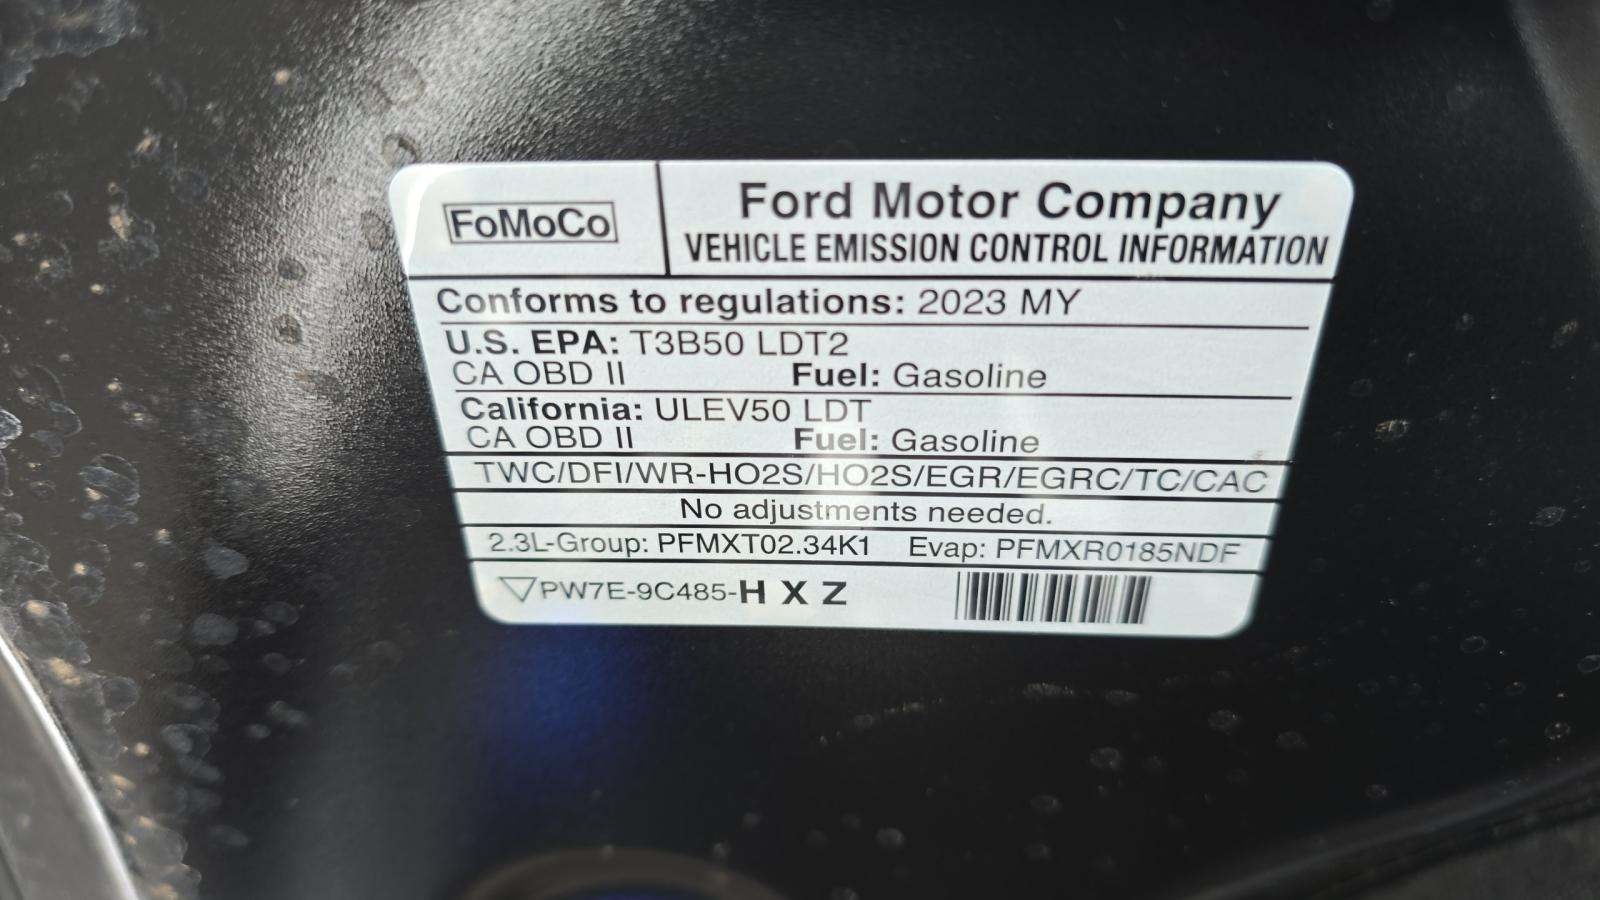 FoMoCo
Ford Motor Company
VEHICLE EMISSION CONTROL INFORMATION
Conforms to regulations: 2023 MY
U.S. EPA: T3B50 LDT2
CA OBD II Fuel: Gasoline
California: ULEV50 LDT
CA OBD II Fuel: Gasoline
TWC/DFI/WR-HO2S/HO2S/EGR/EGRC/TC/CAC
No adjustments needed.
2.3L-Group: PFMXT02.34K1 Evap: PFMXR0185NDF
PW7E-9C485-H X Z